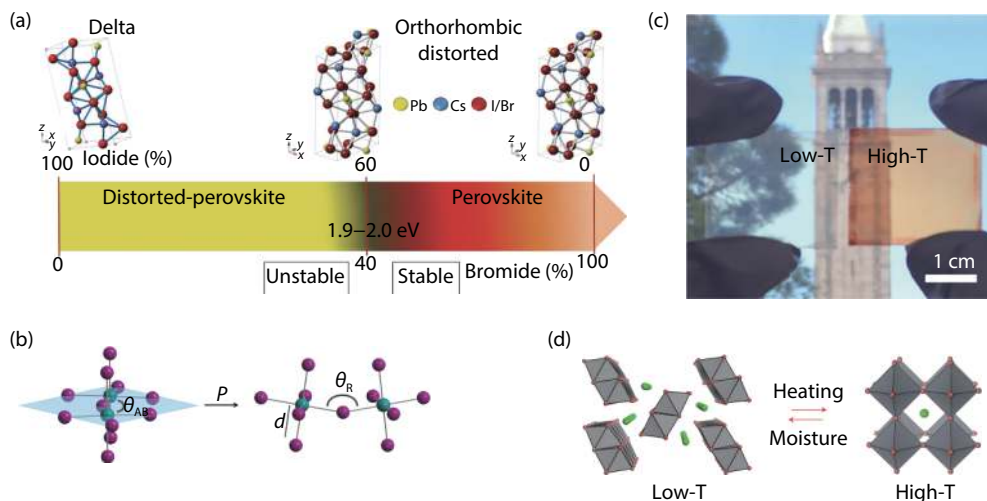 (a)
Delta
Orthorhombic
distorted
Pb
Cs
I/Br
z
x
y
z
y
x
z
y
x
100
Iodide (%)
60
0
Distorted-perovskite
Perovskite
1.9–2.0 eV
0
Unstable
40
Stable
Bromide (%)
100
(b)
θAB
P
θR
d
(c)
Low-T
High-T
1 cm
(d)
Heating
Moisture
Low-T
High-T